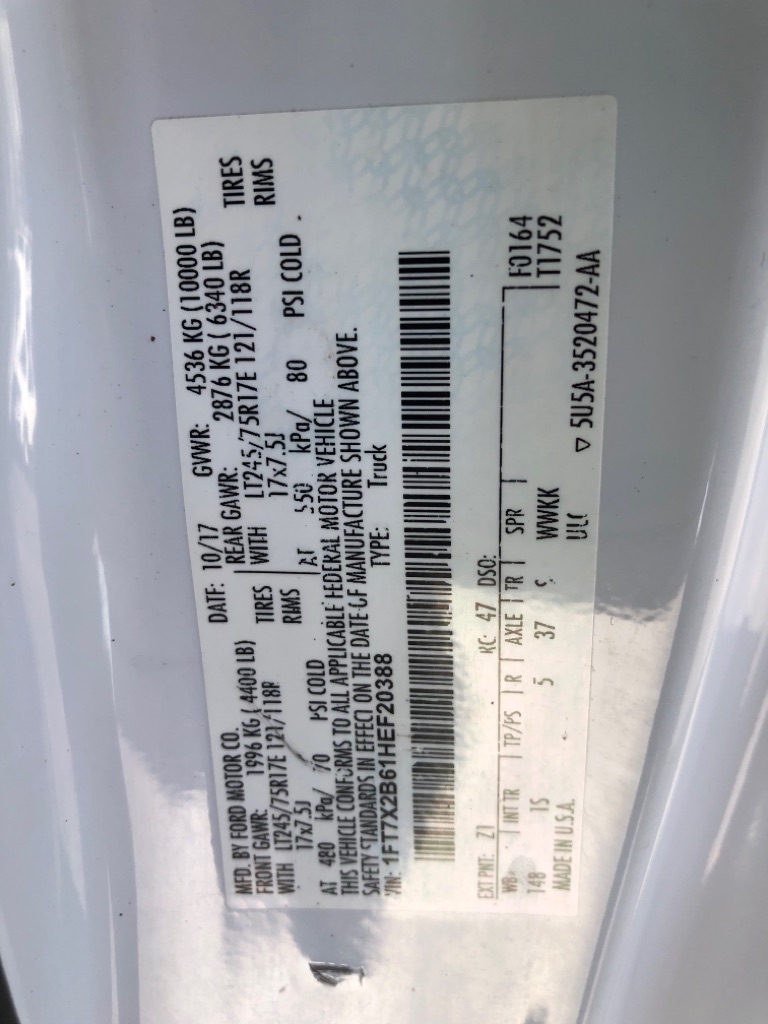 MFD. BY FORD MOTOR CO.
DATE: 10/17 GVWR: 4536 KG (10000 LB)
FRONT GAWR: 1996 KG (4400 LB)
REAR GAWR: 2876 KG ( 6340 LB)
WITH LT245/75R17E 121/118R TIRES
WITH LT245/75R17E 121/118R TIRES
17x7.5J RIMS
17x7.5J RIMS
AT 480 kPa/ 70 PSI COLD
AT 550 kPa/ 80 PSI COLD .
THIS VEHICLE CONFORMS TO ALL APPLICABLE FEDERAL MOTOR VEHICLE
SAFETY STANDARDS IN EFFECT ON THE DATE OF MANUFACTURE SHOWN ABOVE.
VIN: 1FT7X2B61HEF20388 TYPE: Truck
EXT PNT: Z1 RC: 47 DSO:
WB INT TR TP/PS R AXLE TR SPR F0164
148 1S 5 37 WWKK T1752
MADE IN U.S.A.
▽ 5U5A-3520472-AA